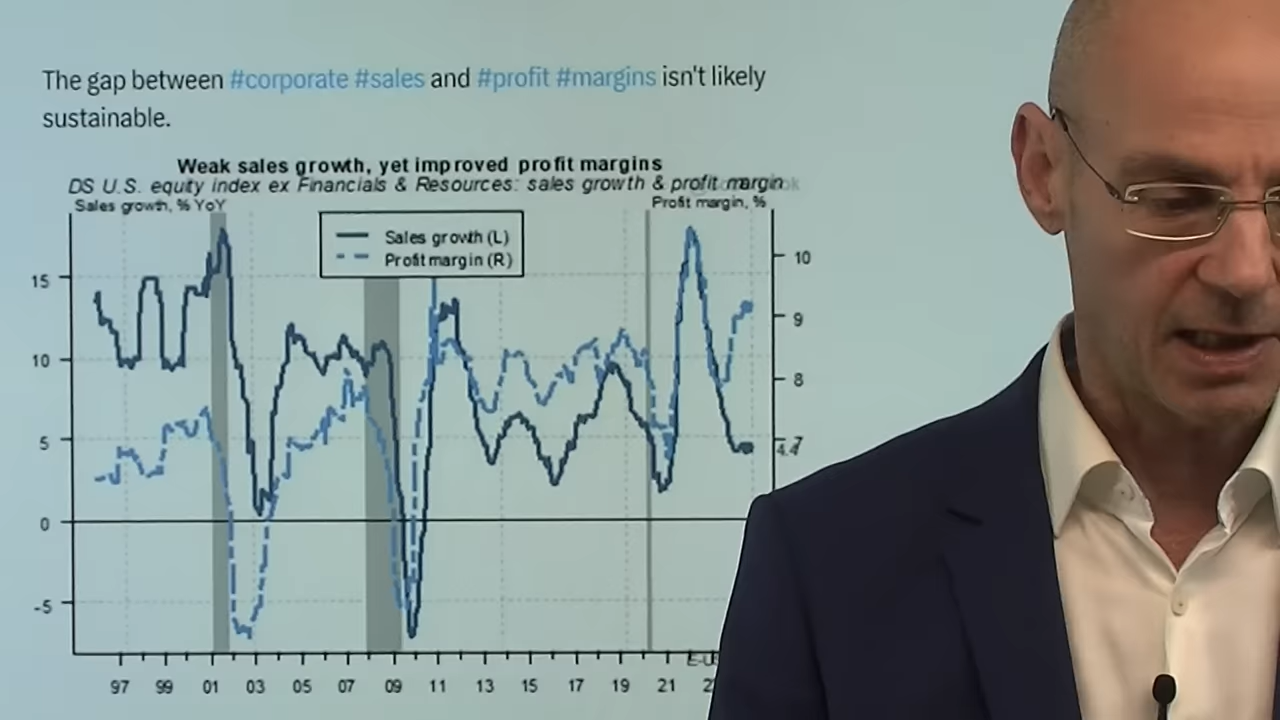 The gap between #corporate #sales and #profit #margins isn't likely
sustainable.
Weak sales growth, yet improved profit margins
DS U.S. equity index ex Financials & Resources: sales growth & profit margin
Sales growth, % YoY
Profit margin, %
Sales growth (L)
Profit margin (R)
15
10
5
0
-5
10
9
8
7
4.4
97 99 01 03 05 07 09 11 13 15 17 19 21